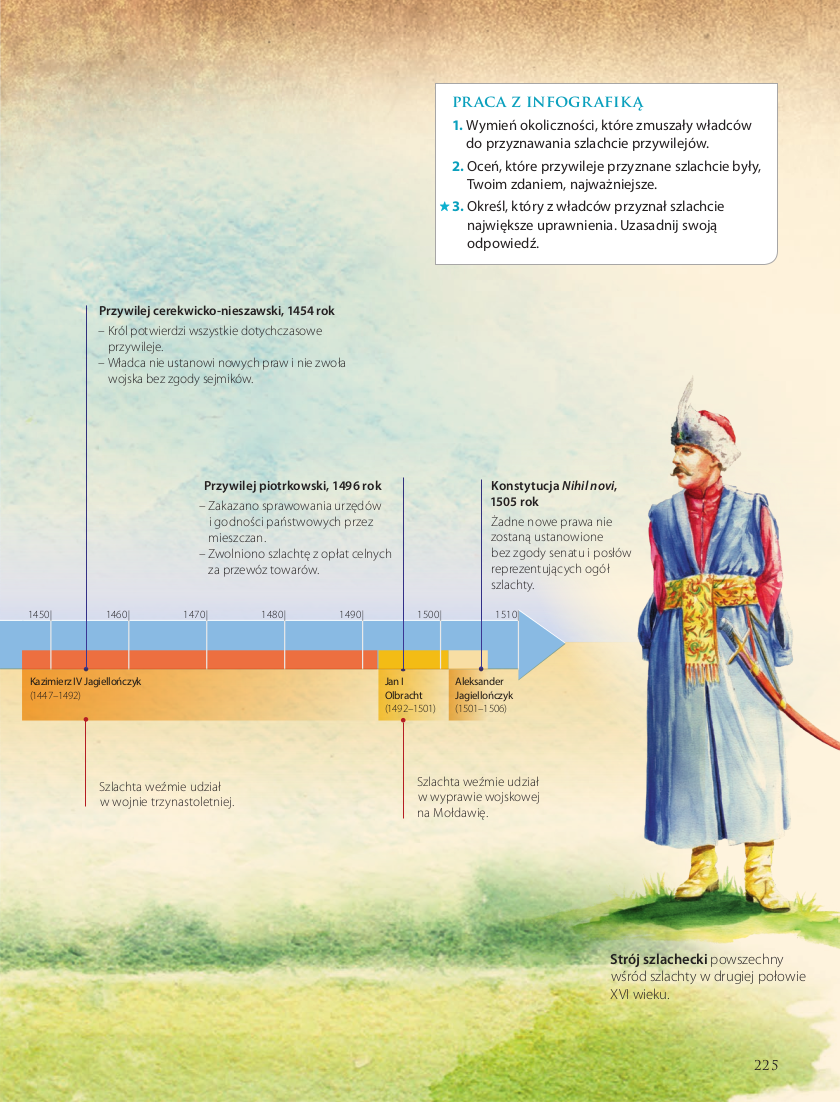 PRACA Z INFOGRAFIKĄ
1. Wymień okoliczności, które zmuszały władców
do przyznawania szlachcie przywilejów.
2. Oceń, które przywileje przyznane szlachcie były,
Twoim zdaniem, najważniejsze.
★ 3. Określ, który z władców przyznał szlachcie
największe uprawnienia. Uzasadnij swoją
odpowiedź.
Przywilej cerekwicko-nieszawski, 1454 rok
– Król potwierdzi wszystkie dotychczasowe
przywileje.
– Władca nie ustanowi nowych praw i nie zwoła
wojska bez zgody sejmików.
Przywilej piotrkowski, 1496 rok
– Zakazano sprawowania urzędów
i godności państwowych przez
mieszczan.
– Zwolniono szlachtę z opłat celnych
za przewóz towarów.
Konstytucja Nihil novi,
1505 rok
Żadne nowe prawa nie
zostaną ustanowione
bez zgody senatu i posłów
reprezentujących ogół
szlachty.
1450 1460 1470 1480 1490 1500 1510
Kazimierz IV Jagiellończyk
(1447–1492)
Jan I
Olbracht
(1492–1501)
Aleksander
Jagiellończyk
(1501–1506)
Szlachta weźmie udział
w wojnie trzynastoletniej.
Szlachta weźmie udział
w wyprawie wojskowej
na Mołdawię.
Strój szlachecki powszechny
wśród szlachty w drugiej połowie
XVI wieku.
225